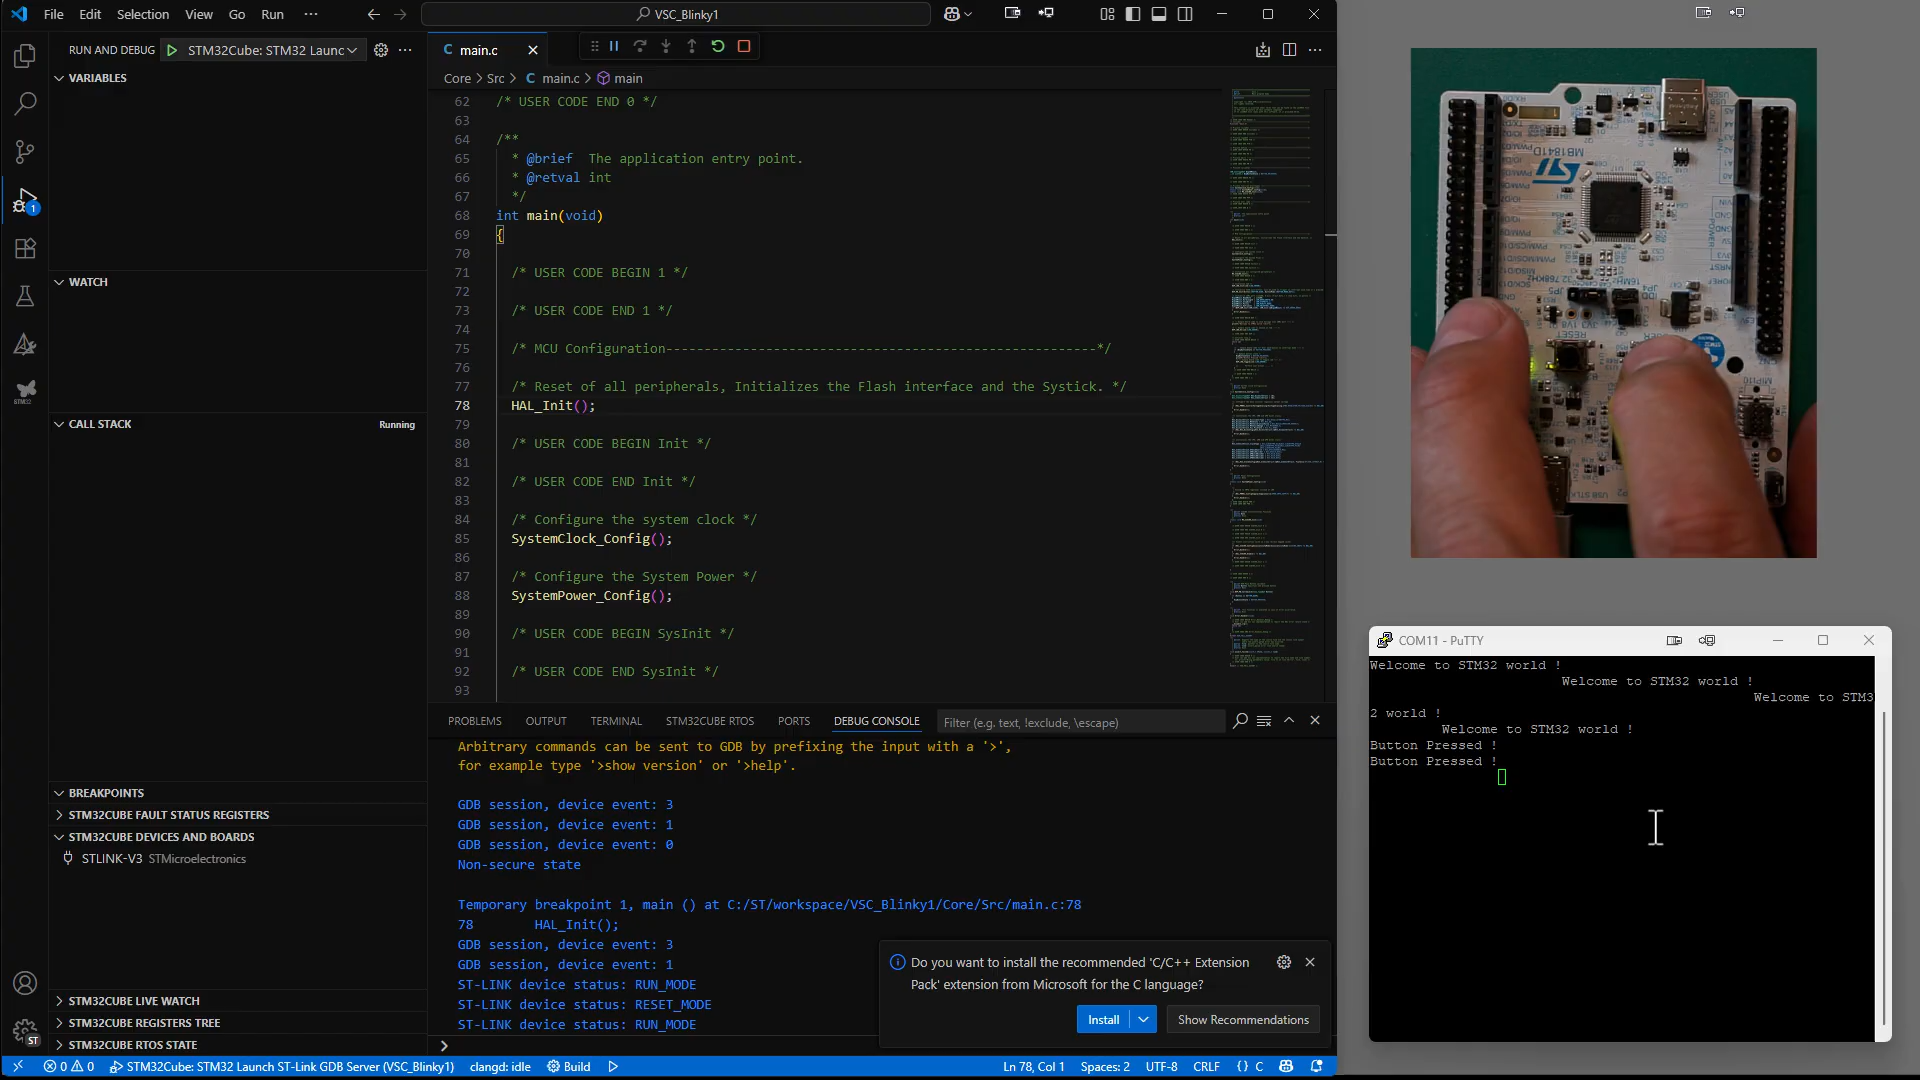 File Edit Selection View Go Run ··· VSC_Blinky1
RUN AND DEBUG STM32Cube: STM32 Launc
VARIABLES
WATCH
CALL STACK Running
BREAKPOINTS
STM32CUBE FAULT STATUS REGISTERS
STM32CUBE DEVICES AND BOARDS
STLINK-V3 STMicroelectronics
STM32CUBE LIVE WATCH
STM32CUBE REGISTERS TREE
STM32CUBE RTOS STATE
1
STM32
ST
C main.c
Core > Src > C main.c > main
62 /* USER CODE END 0 */
63
64 /**
65 * @brief The application entry point.
66 * @retval int
67 */
68 int main(void)
69 {
70
71 /* USER CODE BEGIN 1 */
72
73 /* USER CODE END 1 */
74
75 /* MCU Configuration--------------------------------------------------------*/
76
77 /* Reset of all peripherals, Initializes the Flash interface and the Systick. */
78 HAL_Init();
79
80 /* USER CODE BEGIN Init */
81
82 /* USER CODE END Init */
83
84 /* Configure the system clock */
85 SystemClock_Config();
86
87 /* Configure the System Power */
88 SystemPower_Config();
89
90 /* USER CODE BEGIN SysInit */
91
92 /* USER CODE END SysInit */
93
PROBLEMS OUTPUT TERMINAL STM32CUBE RTOS PORTS DEBUG CONSOLE Filter (e.g. text, !exclude, \escape)
Arbitrary commands can be sent to GDB by prefixing the input with a '>',
for example type '>show version' or '>help'.
GDB session, device event: 3
GDB session, device event: 1
GDB session, device event: 0
Non-secure state
Temporary breakpoint 1, main () at C:/ST/workspace/VSC_Blinky1/Core/Src/main.c:78
78 HAL_Init();
GDB session, device event: 3
GDB session, device event: 1
ST-LINK device status: RUN_MODE
ST-LINK device status: RESET_MODE
ST-LINK device status: RUN_MODE
>
Do you want to install the recommended 'C/C++ Extension
Pack' extension from Microsoft for the C language?
Install Show Recommendations
0 0 STM32Cube: STM32 Launch ST-Link GDB Server (VSC_Blinky1) clangd: idle Build Ln 78, Col 1 Spaces: 2 UTF-8 CRLF {} C
MB1841D
RESET
COM11 - PuTTY
Welcome to STM32 world !
Welcome to STM32 world !
Welcome to STM3
2 world !
Welcome to STM32 world !
Button Pressed !
Button Pressed !